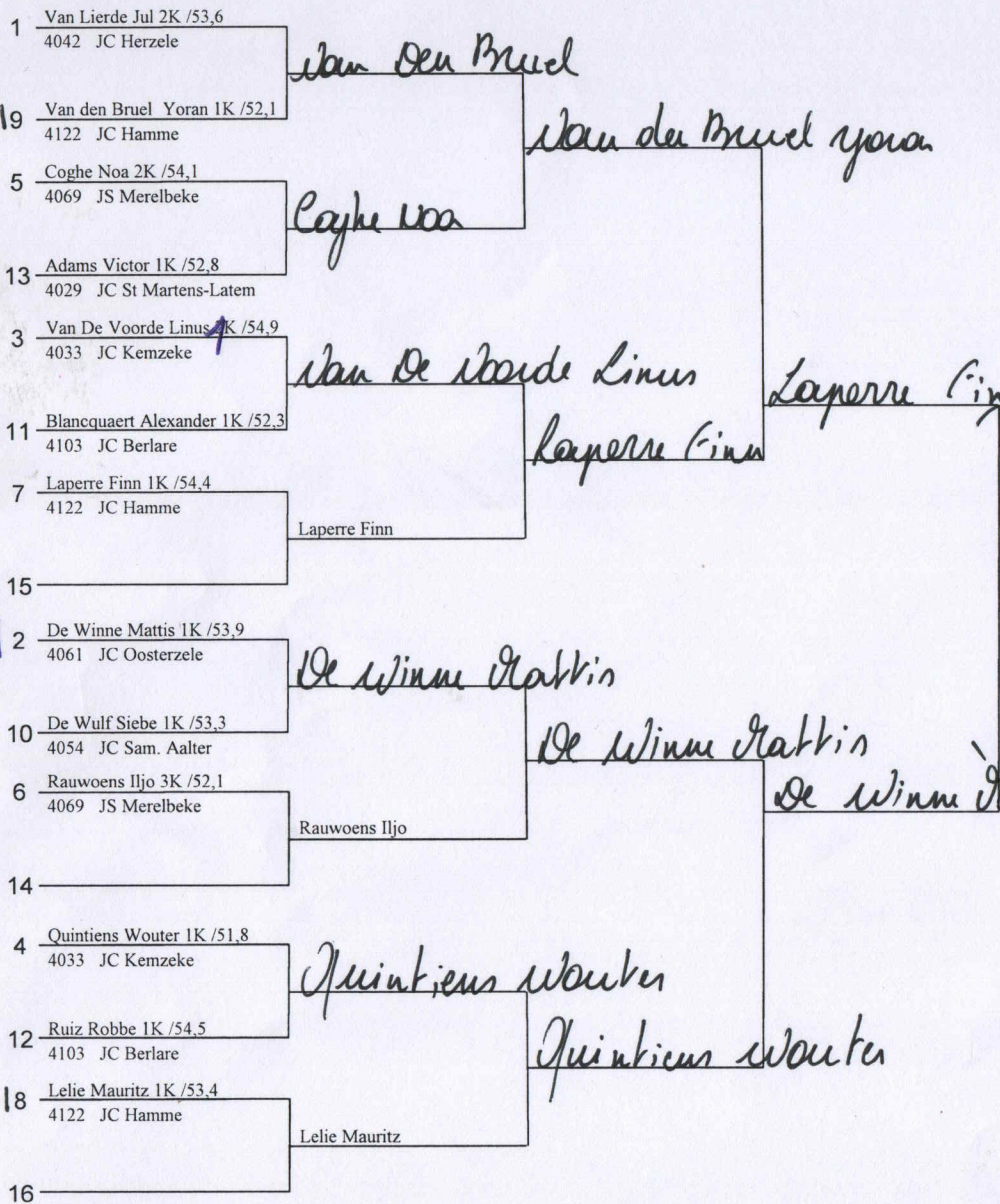 1 Van Lierde Jul 2K /53,6
4042 JC Herzele
Van Den Bruel
9 Van den Bruel Yoran 1K /52,1
4122 JC Hamme
Van den Bruel Yoran
5 Coghe Noa 2K /54,1
4069 JS Merelbeke
Coghe Noa
13 Adams Victor 1K /52,8
4029 JC St Martens-Latem
3 Van De Voorde Linus 1K /54,9
4033 JC Kemzeke
Van De Voorde Linus
Laperre Fin
11 Blancquaert Alexander 1K /52,3
4103 JC Berlare
Laperre Finn
7 Laperre Finn 1K /54,4
4122 JC Hamme
Laperre Finn
15
2 De Winne Mattis 1K /53,9
4061 JC Oosterzele
De Winne Mattis
10 De Wulf Siebe 1K /53,3
4054 JC Sam. Aalter
De Winne Mattis
6 Rauwoens Iljo 3K /52,1
4069 JS Merelbeke
De Winne
Rauwoens Iljo
14
4 Quintiens Wouter 1K /51,8
4033 JC Kemzeke
Quintiens Wouter
12 Ruiz Robbe 1K /54,5
4103 JC Berlare
Quintiens Wouter
8 Lelie Mauritz 1K /53,4
4122 JC Hamme
Lelie Mauritz
16